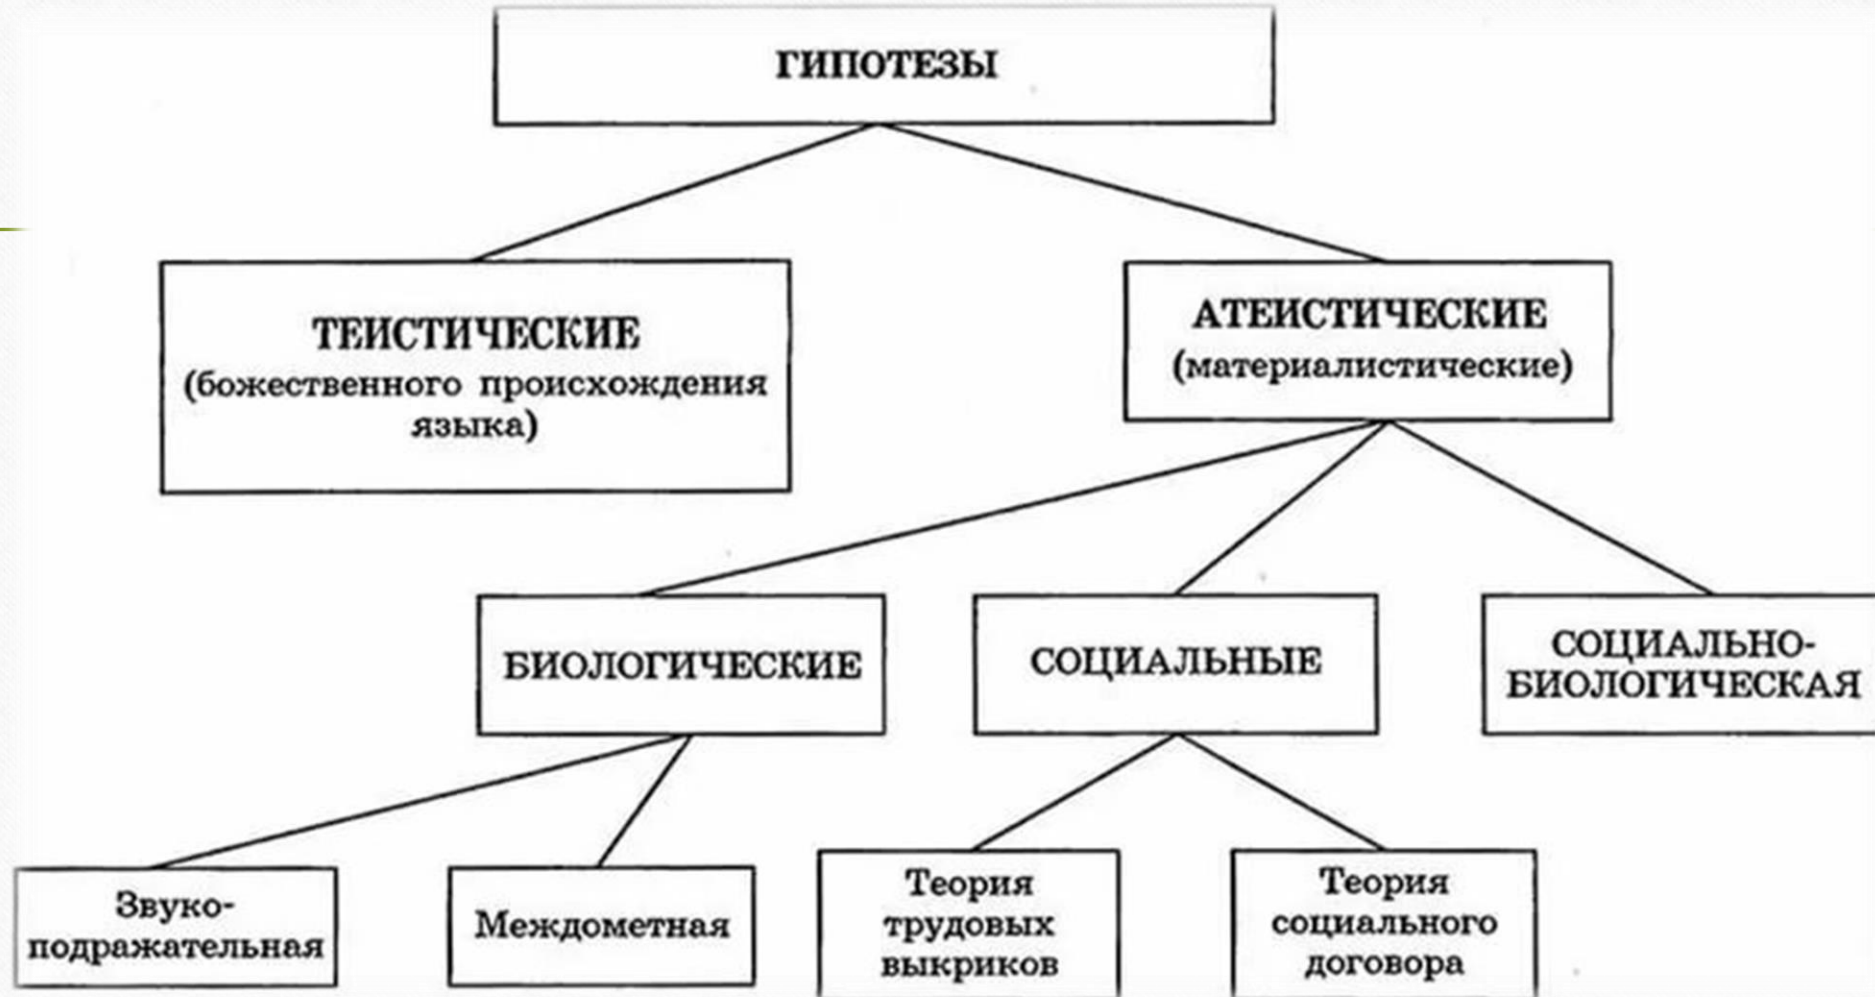 ГИПОТЕЗЫ
ТЕИСТИЧЕСКИЕ
(божественного происхождения
языка)
АТЕИСТИЧЕСКИЕ
(материалистические)
БИОЛОГИЧЕСКИЕ
СОЦИАЛЬНЫЕ
СОЦИАЛЬНО-
БИОЛОГИЧЕСКАЯ
Звуко-
подражательная
Междометная
Теория
трудовых
выкриков
Теория
социального
договора